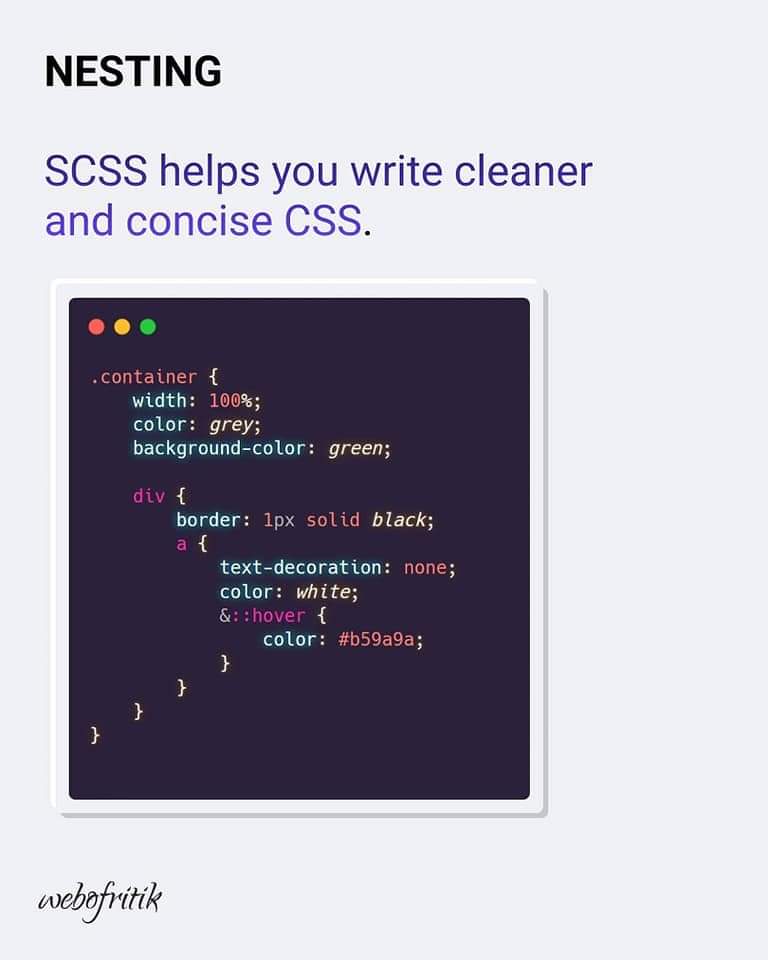 NESTING
SCSS helps you write cleaner
and concise CSS.
.container {
    width: 100%;
    color: grey;
    background-color: green;

    div {
        border: 1px solid black;
        a {
            text-decoration: none;
            color: white;
            &::hover {
                color: #b59a9a;
            }
        }
    }
}
webofritik